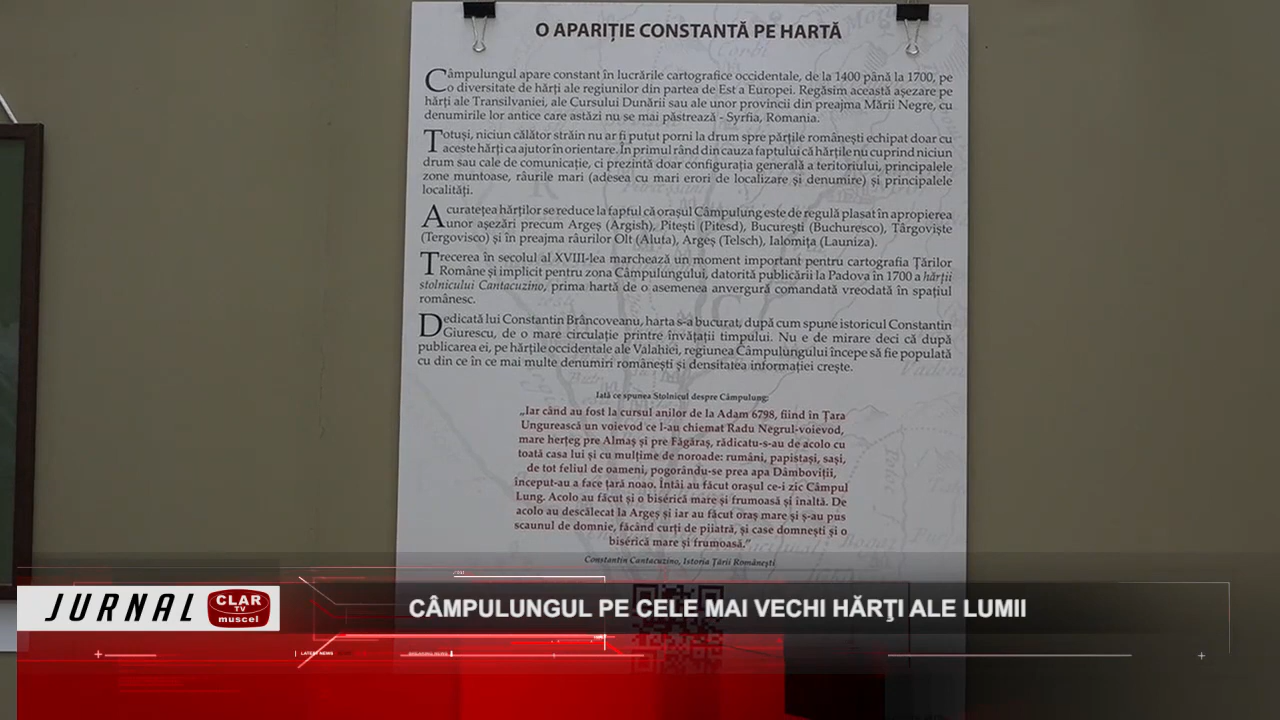 O APARIȚIE CONSTANTĂ PE HARTĂ
Câmpulungul apare constant în lucrările cartografice occidentale, de la 1400 până la 1700, pe
o diversitate de hărți ale regiunilor din partea de Est a Europei. Regăsim această așezare pe
hărți ale Transilvaniei, ale Cursului Dunării sau ale unor provincii din preajma Mării Negre, cu
denumirile lor antice care astăzi nu se mai păstrează - Syrfia, Romania.
Totuși, niciun călător străin nu ar fi putut porni la drum spre părțile românești echipat doar cu
aceste hărți ca ajutor în orientare. În primul rând din cauza faptului că hărțile nu cuprind niciun
drum sau cale de comunicație, ci prezintă doar configurația generală a teritoriului, principalele
zone muntoase, râurile mari (adesea cu mari erori de localizare și denumire) și principalele
localități.
Acuratețea hărților se reduce la faptul că orașul Câmpulung este de regulă plasat în apropierea
unor așezări precum Argeș (Argish), Pitești (Pitesd), București (Buchuresco), Târgoviște
(Tergovisco) și în preajma râurilor Olt (Aluta), Argeș (Telsch), Ialomița (Launiza).
Trecerea în secolul al XVIII-lea marchează un moment important pentru cartografia Țărilor
Române și implicit pentru zona Câmpulungului, datorită publicării la Padova în 1700 a hărții
stolnicului Cantacuzino, prima hartă de o asemenea anvergură comandată vreodată în spațiul
românesc.
Dedicată lui Constantin Brâncoveanu, harta s-a bucurat, după cum spune istoricul Constantin
Giurescu, de o mare circulație printre învățații timpului. Nu e de mirare deci că după
publicarea ei, pe hărțile occidentale ale Valahiei, regiunea Câmpulungului începe să fie populată
cu din ce în ce mai multe denumiri românești și densitatea informației crește.
Iată ce spunea Stolnicul despre Câmpulung:
„Iar când au fost la cursul anilor de la Adam 6798, fiind în Țara
Ungurească un voievod ce l-au chiemat Radu Negrul-voievod,
mare herțeg pre Almaș și pre Făgăraș, rădicatu-s-au de acolo cu
toată casa lui și cu mulțime de noroade: rumâni, papistași, sași,
de tot feliul de oameni, pogorându-se prea apa Dâmboviții,
început-au a face țară noao. Întâi au făcut orașul ce-i zic Câmpul
Lung. Acolo au făcut și o biserică mare și frumoasă și înaltă. De
acolo au descălecat la Argeș și iar au făcut oraș mare și ș-au pus
scaunul de domnie, făcând curți de piiatră, și case domnești și o
biserică mare și frumoasă.”
Constantin Cantacuzino, Istoria Țării Românești
JURNAL CLAR TV muscel
CÂMPULUNGUL PE CELE MAI VECHI HĂRŢI ALE LUMII
LATEST NEWS